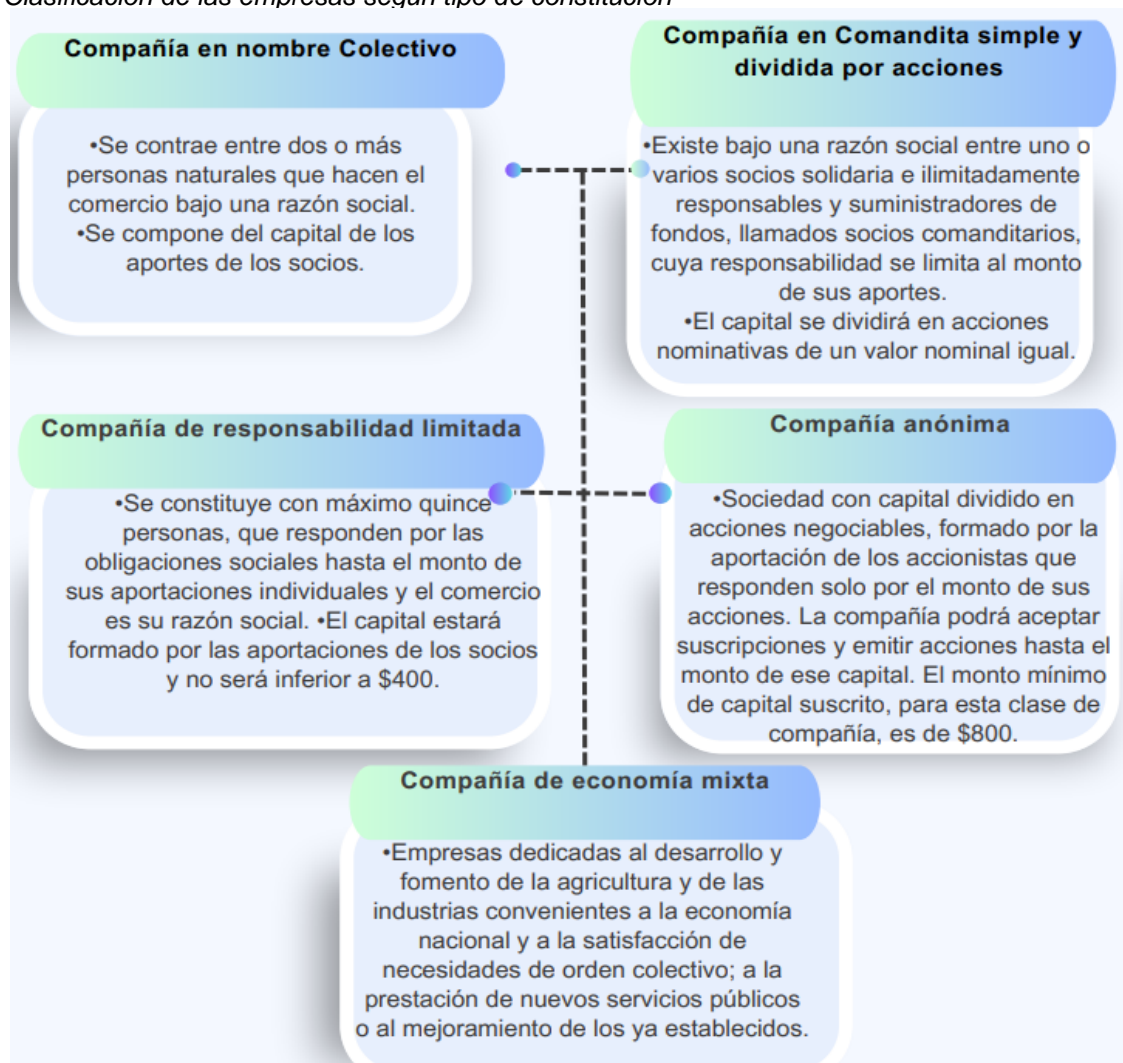 Clasificación de las empresas según tipo de constitución
Compañía en nombre Colectivo
•Se contrae entre dos o más
personas naturales que hacen el
comercio bajo una razón social.
•Se compone del capital de los
aportes de los socios.
Compañía en Comandita simple y
dividida por acciones
•Existe bajo una razón social entre uno o
varios socios solidaria e ilimitadamente
responsables y suministradores de
fondos, llamados socios comanditarios,
cuya responsabilidad se limita al monto
de sus aportes.
•El capital se dividirá en acciones
nominativas de un valor nominal igual.
Compañía de responsabilidad limitada
•Se constituye con máximo quince
personas, que responden por las
obligaciones sociales hasta el monto de
sus aportaciones individuales y el comercio
es su razón social. •El capital estará
formado por las aportaciones de los socios
y no será inferior a $400.
Compañía anónima
•Sociedad con capital dividido en
acciones negociables, formado por la
aportación de los accionistas que
responden solo por el monto de sus
acciones. La compañía podrá aceptar
suscripciones y emitir acciones hasta el
monto de ese capital. El monto mínimo
de capital suscrito, para esta clase de
compañía, es de $800.
Compañía de economía mixta
•Empresas dedicadas al desarrollo y
fomento de la agricultura y de las
industrias convenientes a la economía
nacional y a la satisfacción de
necesidades de orden colectivo; a la
prestación de nuevos servicios públicos
o al mejoramiento de los ya establecidos.